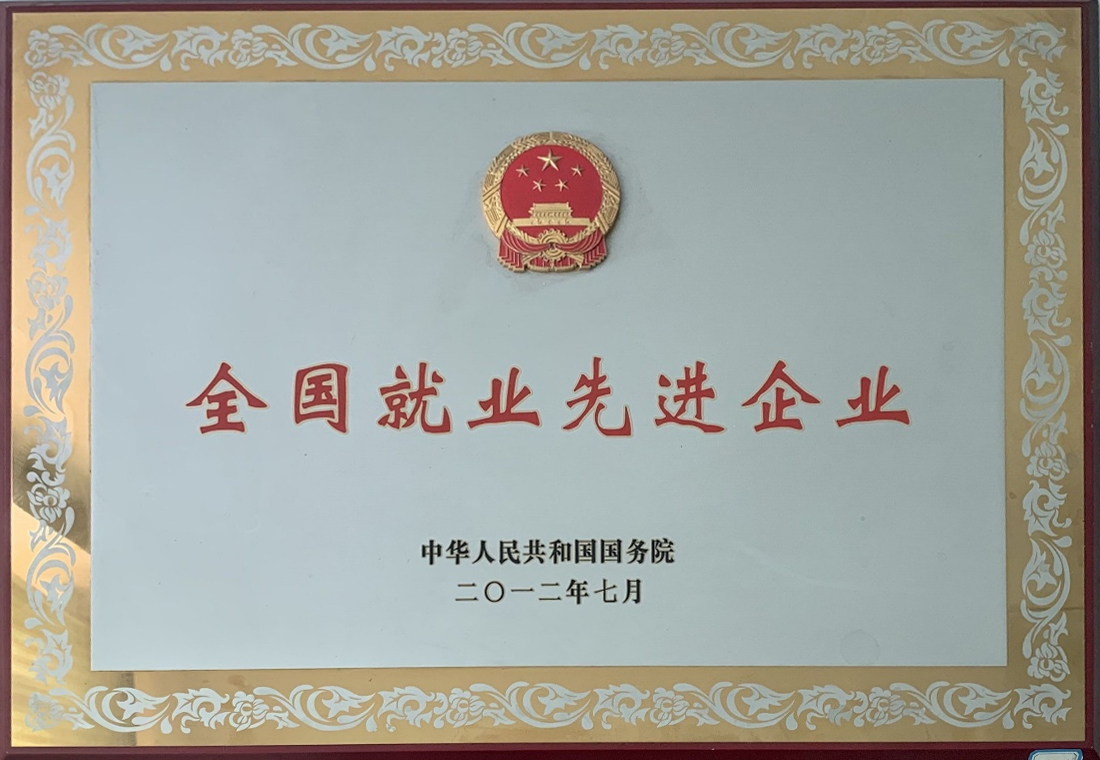 全国就业先进企业
中华人民共和国国务院
二〇一二年七月